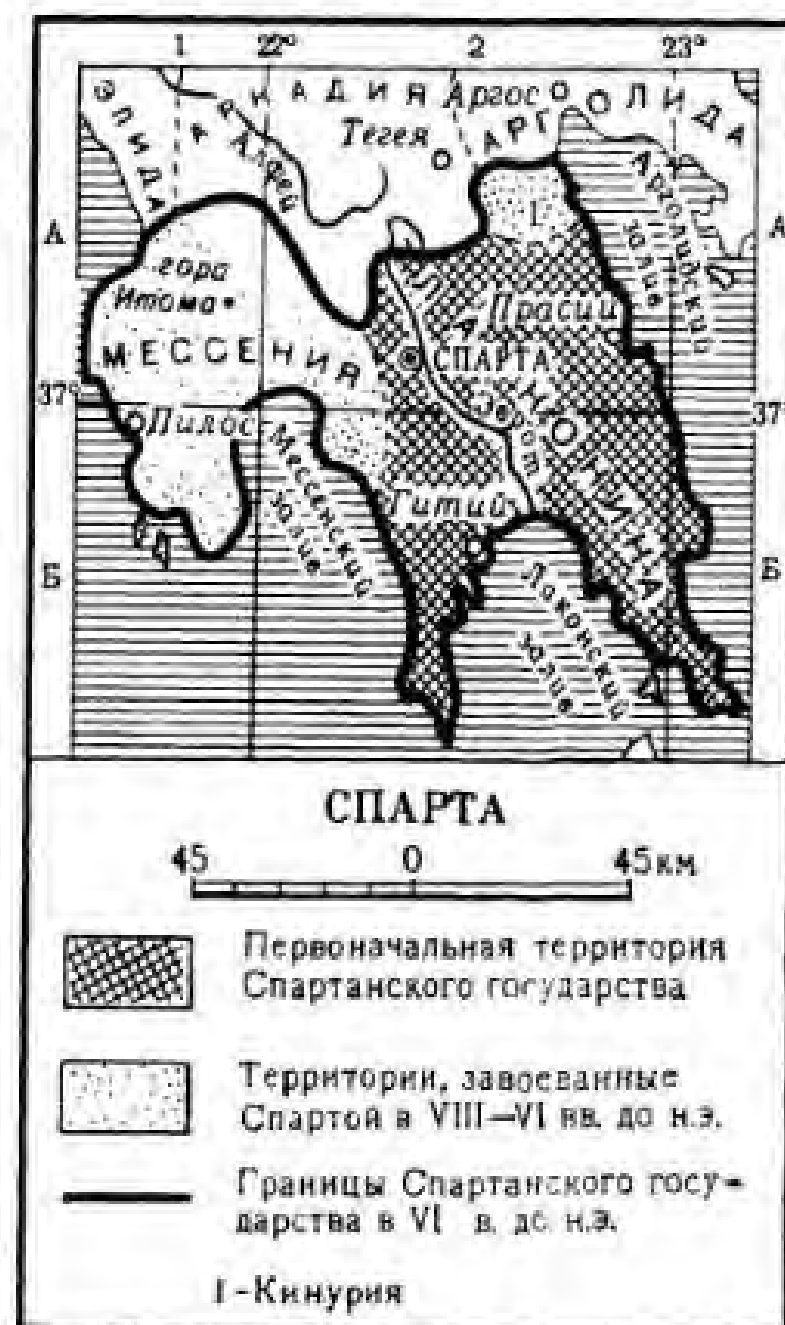 1 22° 2 23°
ЭЛИДА
АРКАДИЯ
Аргос
АРГОЛИДА
Тегея
Алфей
А
А
I
Арголидский
залив
гора
Итома
Прасии
МЕССЕНИЯ
СПАРТА
ЛАКОНИКА
37°
37°
Эврот
Пилос
Мессенский
залив
Гитий
Б
Б
Лаконский
залив
СПАРТА
45 0 45км
Первоначальная территория
Спартанского государства
Территории, завоеванные
Спартой в VIII—VI вв. до н.э.
Границы Спартанского госу-
дарства в VI в. до н.э.
I-Кинурия